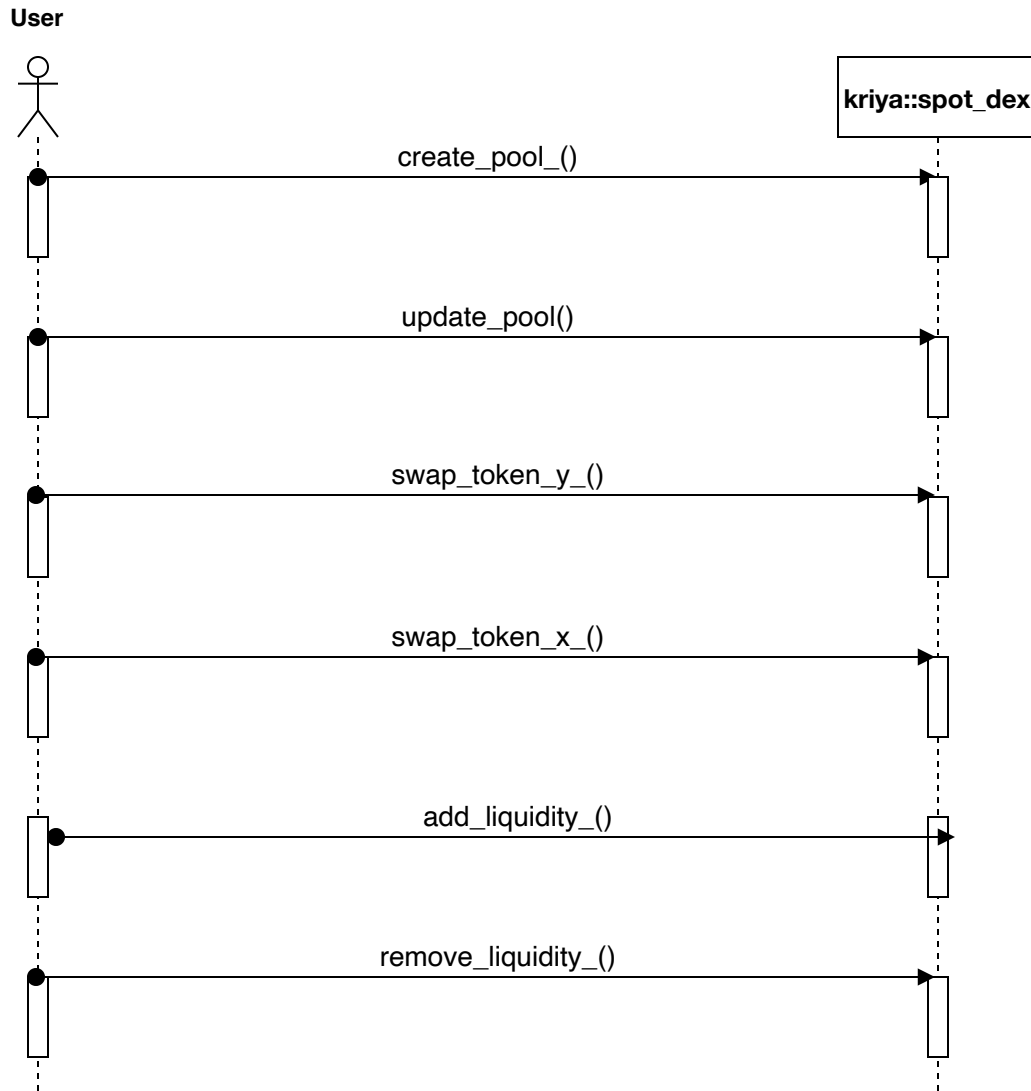 User
kriya::spot_dex
create_pool_()
update_pool()
swap_token_y_()
swap_token_x_()
add_liquidity_()
remove_liquidity_()